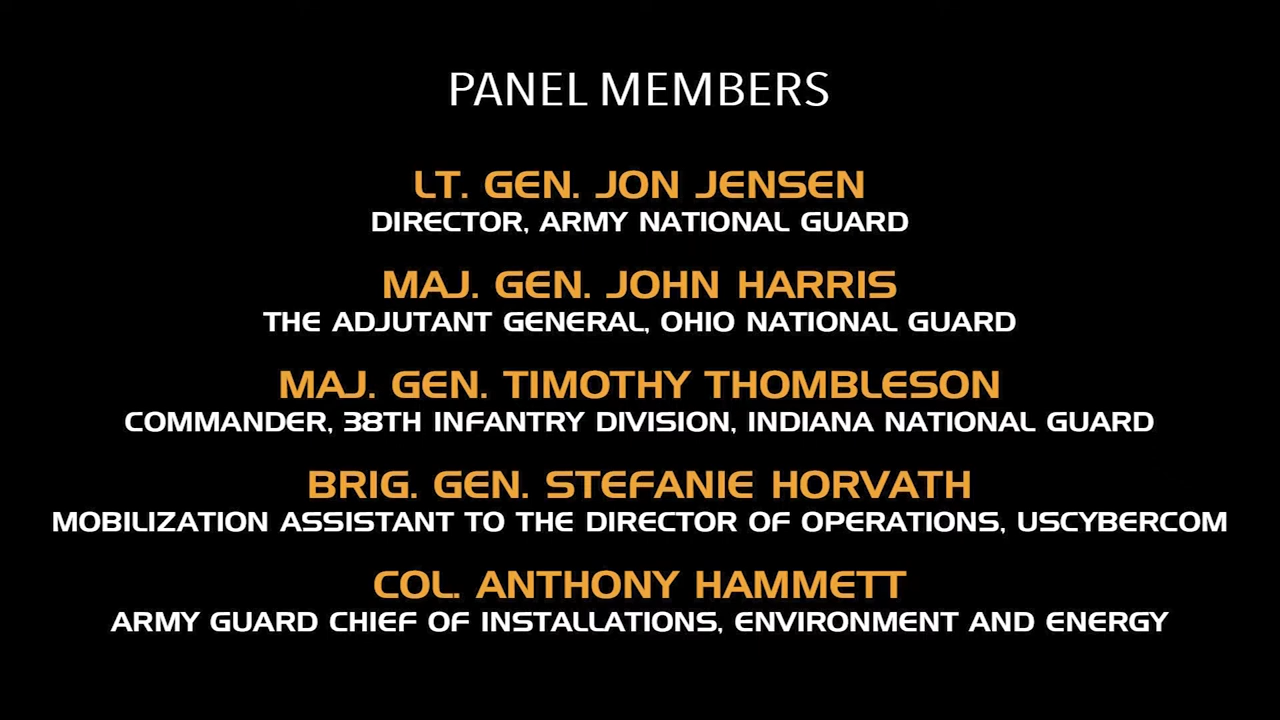 PANEL MEMBERS
LT. GEN. JON JENSEN
DIRECTOR, ARMY NATIONAL GUARD
MAJ. GEN. JOHN HARRIS
THE ADJUTANT GENERAL, OHIO NATIONAL GUARD
MAJ. GEN. TIMOTHY THOMBLESON
COMMANDER, 38TH INFANTRY DIVISION, INDIANA NATIONAL GUARD
BRIG. GEN. STEFANIE HORVATH
MOBILIZATION ASSISTANT TO THE DIRECTOR OF OPERATIONS, USCYBERCOM
COL. ANTHONY HAMMETT
ARMY GUARD CHIEF OF INSTALLATIONS, ENVIRONMENT AND ENERGY